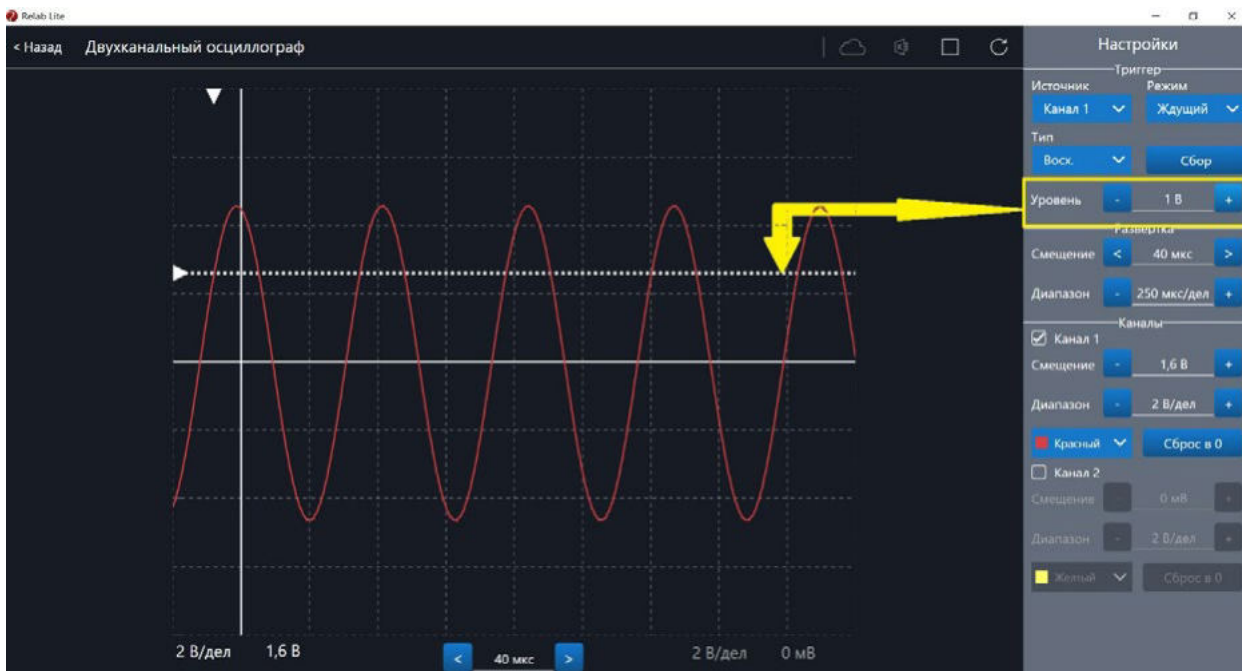 Relab Lite
< Назад Двухканальный осциллограф
Настройки
Триггер
Источник Режим
Канал 1 Ждущий
Тип
Восх. Сбор
Уровень - 1 В +
Развертка
Смещение < 40 мкс >
Диапазон - 250 мкс/дел +
Каналы
Канал 1
Смещение - 1,6 В +
Диапазон - 2 В/дел +
Красный Сброс в 0
Канал 2
Смещение - 0 мВ +
Диапазон - 2 В/дел +
Желтый Сброс в 0
2 В/дел 1,6 В < 40 мкс > 2 В/дел 0 мВ